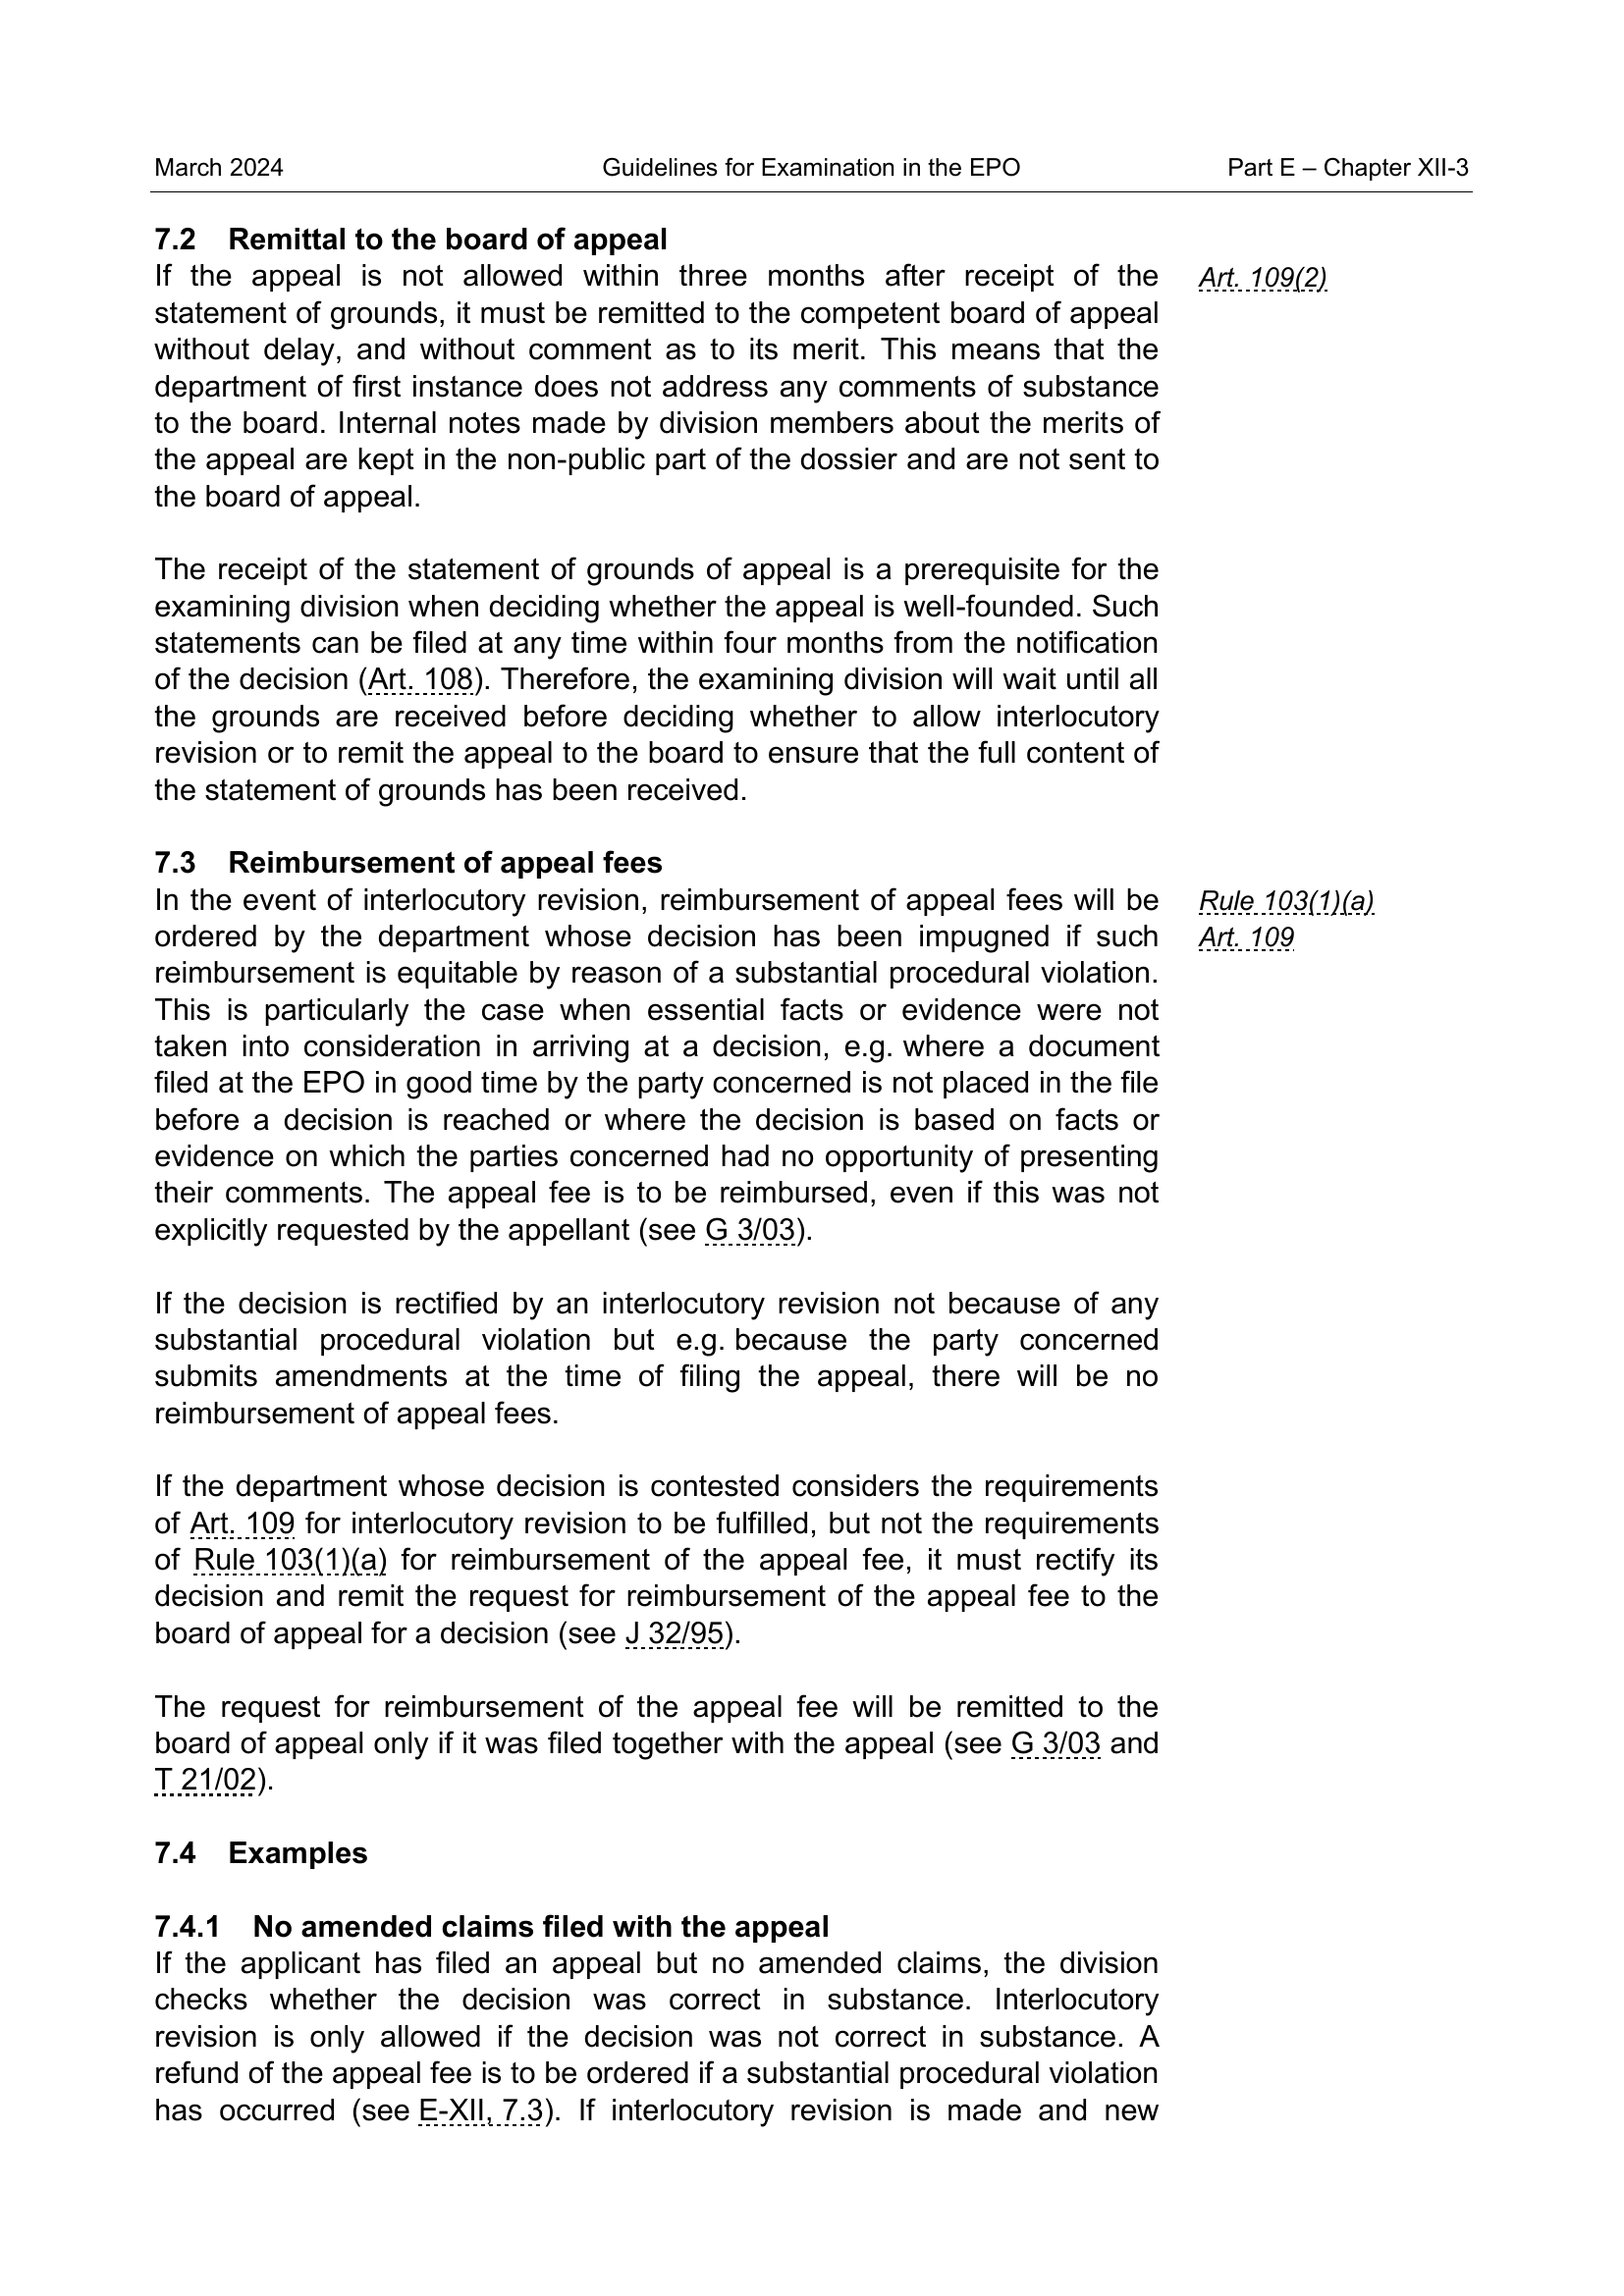 March 2024 Guidelines for Examination in the EPO Part E – Chapter XII-3
7.2 Remittal to the board of appeal
If the appeal is not allowed within three months after receipt of the Art. 109(2)
statement of grounds, it must be remitted to the competent board of appeal
without delay, and without comment as to its merit. This means that the
department of first instance does not address any comments of substance
to the board. Internal notes made by division members about the merits of
the appeal are kept in the non-public part of the dossier and are not sent to
the board of appeal.
The receipt of the statement of grounds of appeal is a prerequisite for the
examining division when deciding whether the appeal is well-founded. Such
statements can be filed at any time within four months from the notification
of the decision (Art. 108). Therefore, the examining division will wait until all
the grounds are received before deciding whether to allow interlocutory
revision or to remit the appeal to the board to ensure that the full content of
the statement of grounds has been received.
7.3 Reimbursement of appeal fees
In the event of interlocutory revision, reimbursement of appeal fees will be Rule 103(1)(a)
ordered by the department whose decision has been impugned if such Art. 109
reimbursement is equitable by reason of a substantial procedural violation.
This is particularly the case when essential facts or evidence were not
taken into consideration in arriving at a decision, e.g. where a document
filed at the EPO in good time by the party concerned is not placed in the file
before a decision is reached or where the decision is based on facts or
evidence on which the parties concerned had no opportunity of presenting
their comments. The appeal fee is to be reimbursed, even if this was not
explicitly requested by the appellant (see G 3/03).
If the decision is rectified by an interlocutory revision not because of any
substantial procedural violation but e.g. because the party concerned
submits amendments at the time of filing the appeal, there will be no
reimbursement of appeal fees.
If the department whose decision is contested considers the requirements
of Art. 109 for interlocutory revision to be fulfilled, but not the requirements
of Rule 103(1)(a) for reimbursement of the appeal fee, it must rectify its
decision and remit the request for reimbursement of the appeal fee to the
board of appeal for a decision (see J 32/95).
The request for reimbursement of the appeal fee will be remitted to the
board of appeal only if it was filed together with the appeal (see G 3/03 and
T 21/02).
7.4 Examples
7.4.1 No amended claims filed with the appeal
If the applicant has filed an appeal but no amended claims, the division
checks whether the decision was correct in substance. Interlocutory
revision is only allowed if the decision was not correct in substance. A
refund of the appeal fee is to be ordered if a substantial procedural violation
has occurred (see E-XII, 7.3). If interlocutory revision is made and new